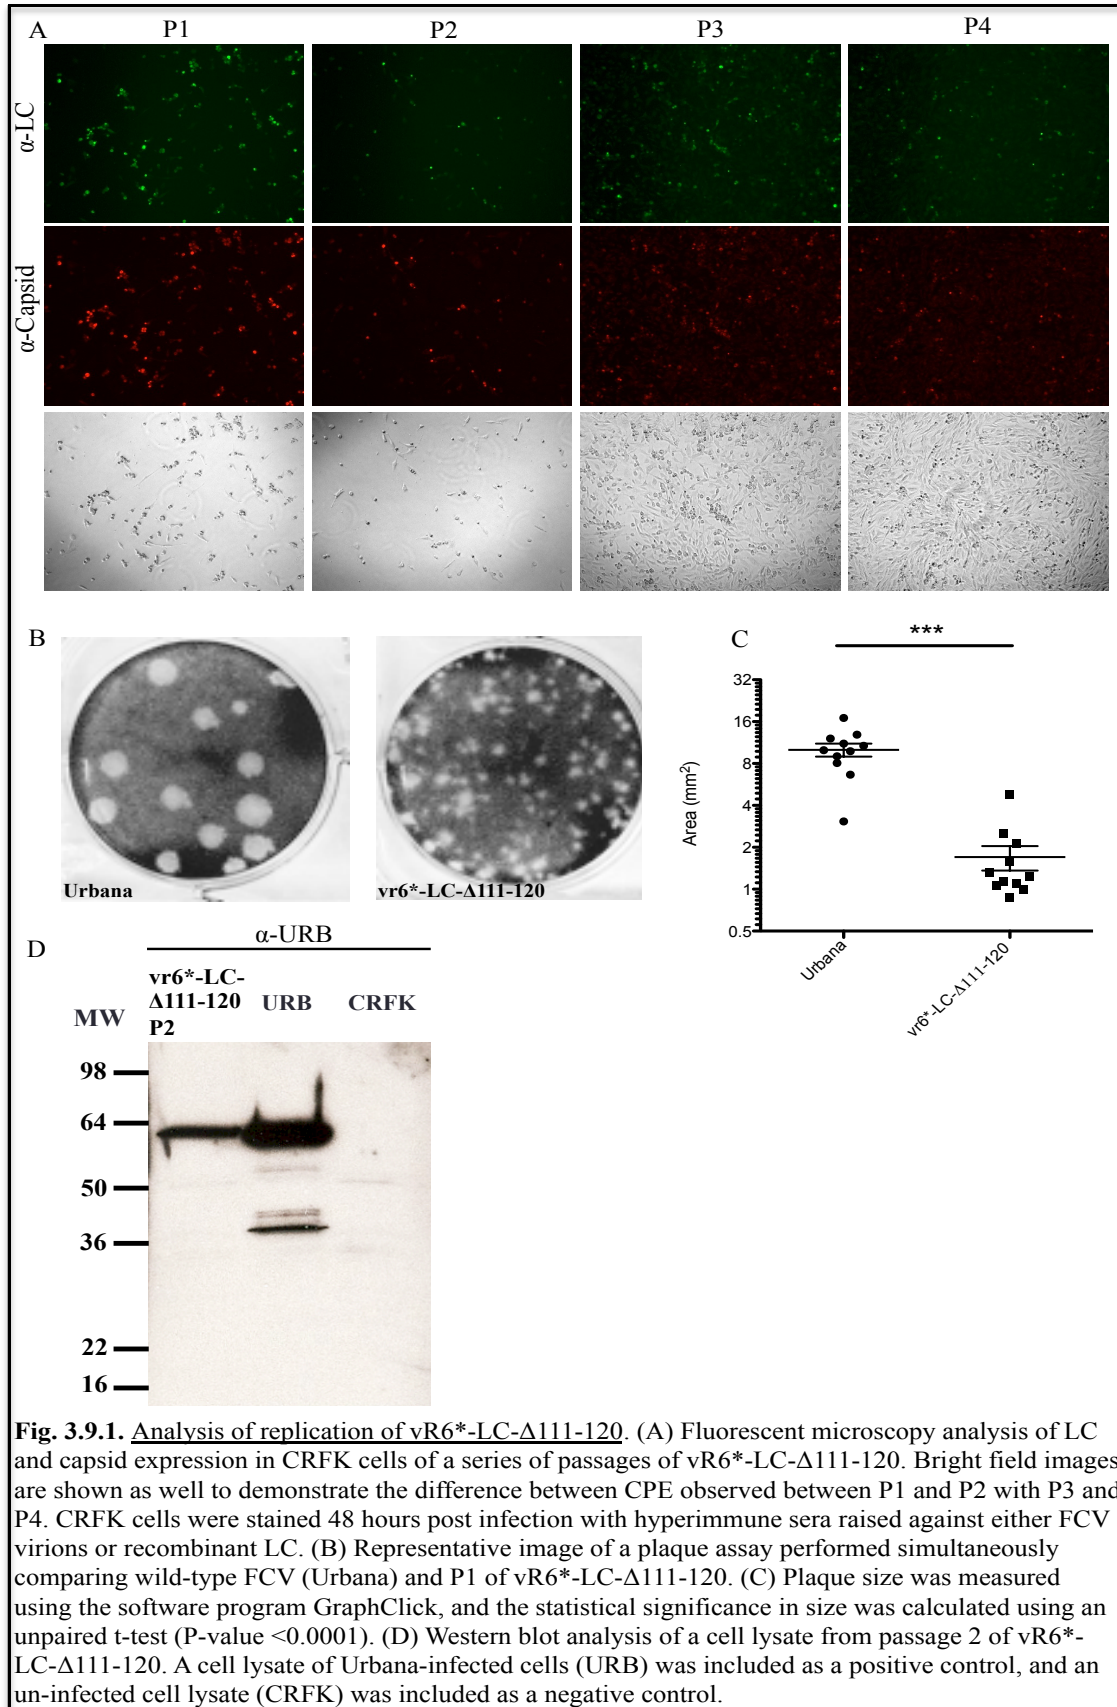 A
P1 P2 P3 P4
α-LC
α-Capsid
B
Urbana
vr6*-LC-Δ111-120
C
***
32
16
8
4
2
1
0.5
Area (mm²)
Urbana
vr6*-LC-Δ111-120
D
α-URB
vr6*-LC-
Δ111-120
P2
URB CRFK
MW
98
64
50
36
22
16
Fig. 3.9.1. Analysis of replication of vR6*-LC-Δ111-120. (A) Fluorescent microscopy analysis of LC
and capsid expression in CRFK cells of a series of passages of vR6*-LC-Δ111-120. Bright field images
are shown as well to demonstrate the difference between CPE observed between P1 and P2 with P3 and
P4. CRFK cells were stained 48 hours post infection with hyperimmune sera raised against either FCV
virions or recombinant LC. (B) Representative image of a plaque assay performed simultaneously
comparing wild-type FCV (Urbana) and P1 of vR6*-LC-Δ111-120. (C) Plaque size was measured
using the software program GraphClick, and the statistical significance in size was calculated using an
unpaired t-test (P-value <0.0001). (D) Western blot analysis of a cell lysate from passage 2 of vR6*-
LC-Δ111-120. A cell lysate of Urbana-infected cells (URB) was included as a positive control, and an
un-infected cell lysate (CRFK) was included as a negative control.